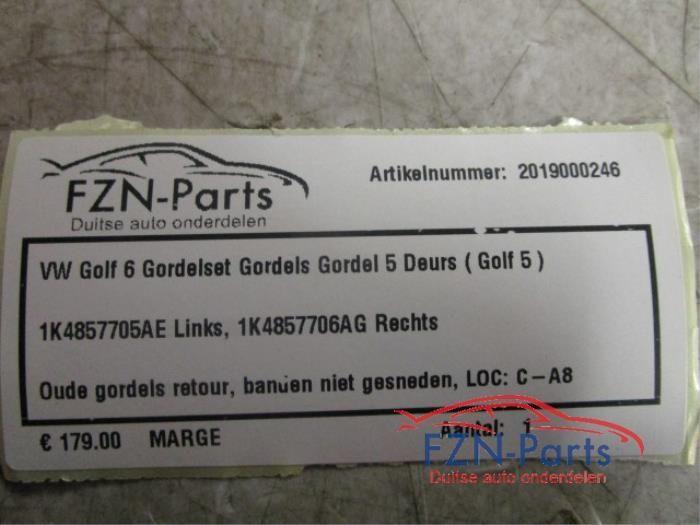 FZN-Parts
Duitse auto onderdelen
Artikelnummer: 2019000246
VW Golf 6 Gordelset Gordels Gordel 5 Deurs ( Golf 5 )
1K4857705AE Links, 1K4857706AG Rechts
Oude gordels retour, banden niet gesneden, LOC: C-A8
€ 179.00 MARGE Aantal: 1
FZN-Parts
Duitse auto onderdelen